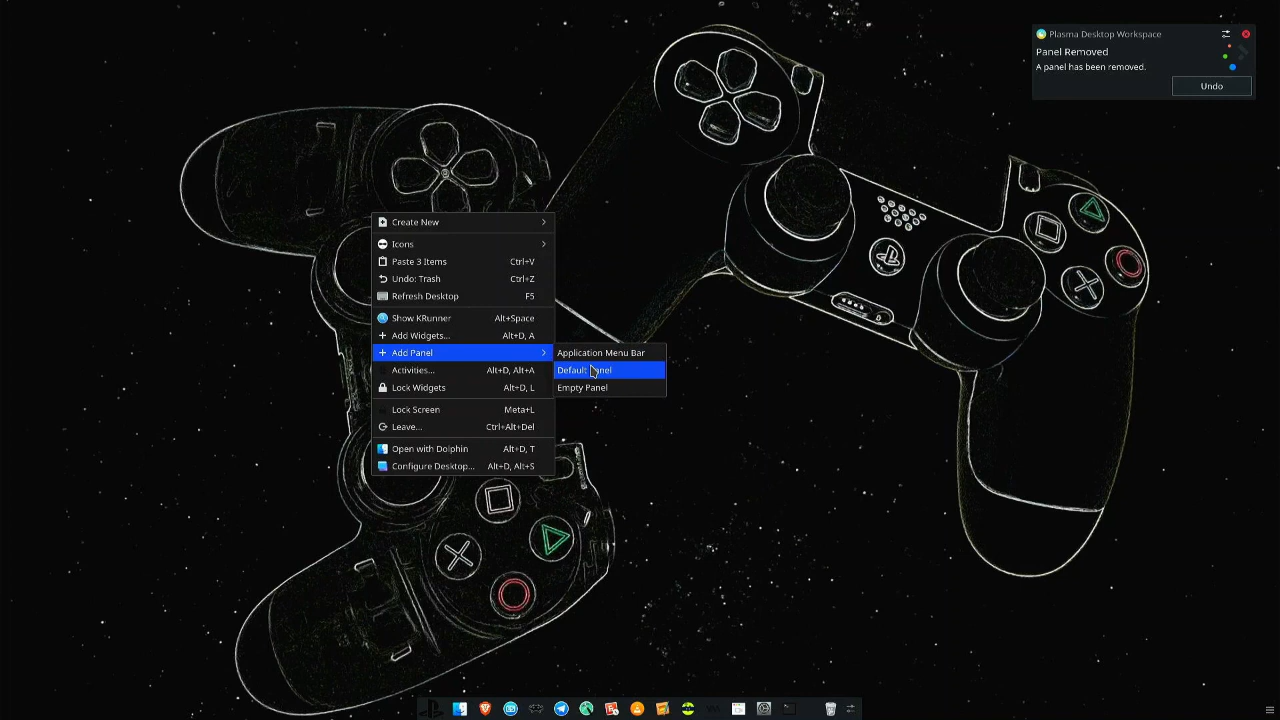 Plasma Desktop Workspace
Panel Removed
A panel has been removed.
Undo
Create New
Icons
Paste 3 Items Ctrl+V
Undo: Trash Ctrl+Z
Refresh Desktop F5
Show KRunner Alt+Space
Add Widgets... Alt+D, A
Add Panel
Activities... Alt+D, Alt+A
Lock Widgets Alt+D, L
Lock Screen Meta+L
Leave... Ctrl+Alt+Del
Open with Dolphin Alt+D, T
Configure Desktop... Alt+D, Alt+S
Application Menu Bar
Default Panel
Empty Panel